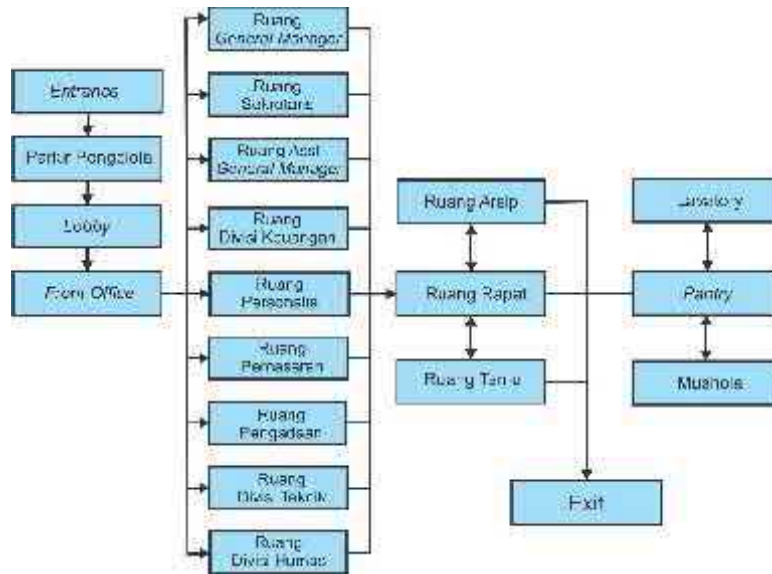 Entrance
Parkir Pengelola
Lobby
Front Office
Ruang
General Manager
Ruang
Sekretaris
Ruang Asst
General Manager
Ruang
Divisi Keuangan
Ruang
Personalia
Ruang
Pemasaran
Ruang
Pengadaan
Ruang
Divisi Teknik
Ruang
Divisi Humas
Ruang Arsip
Ruang Rapat
Ruang Tamu
Lavatory
Pantry
Mushola
Exit